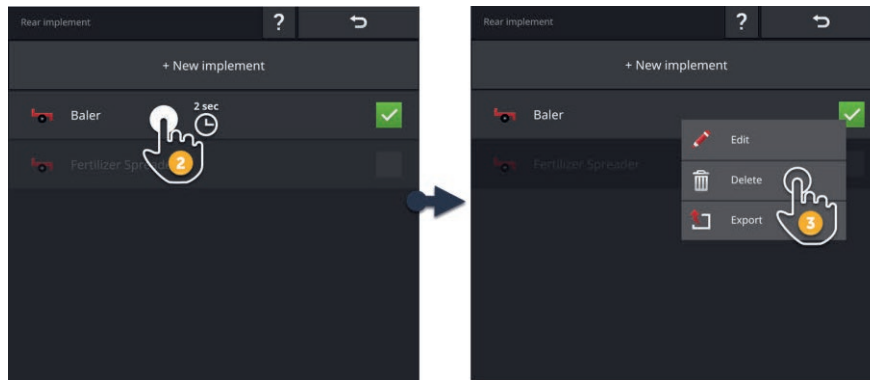 Rear implement
?
+ New implement
Baler
2 sec
2
Fertilizer Spreader
Rear implement
?
+ New implement
Baler
Edit
Fertilizer Spreader
Delete
Export
3